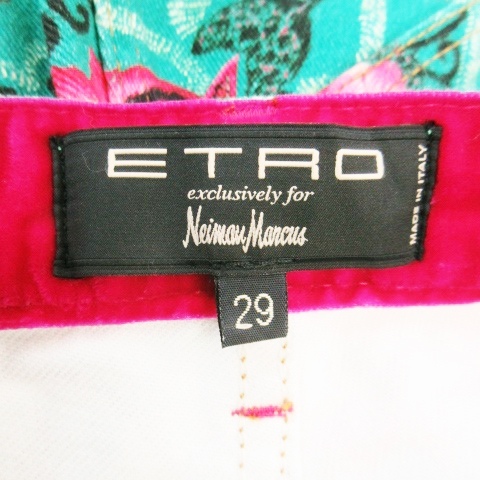 ETRO
exclusively for
Neiman Marcus
MADE IN ITALY
29